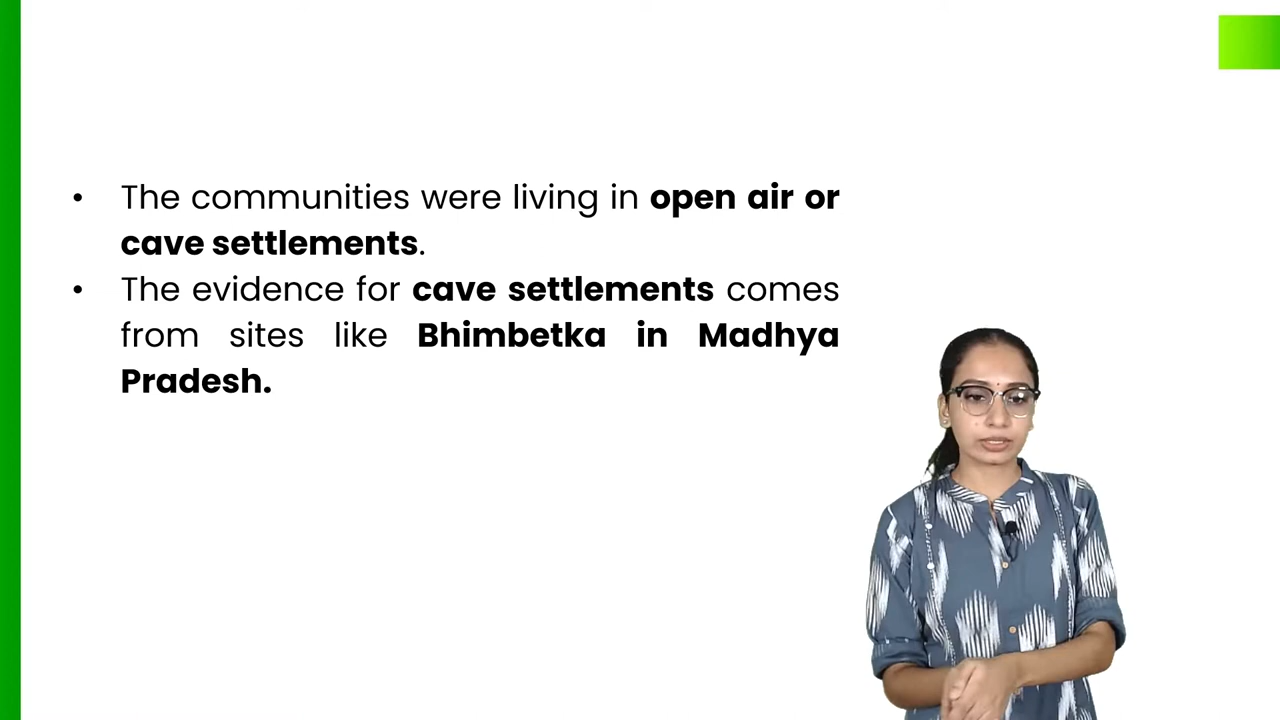 • The communities were living in open air or
cave settlements.
• The evidence for cave settlements comes
from sites like Bhimbetka in Madhya
Pradesh.